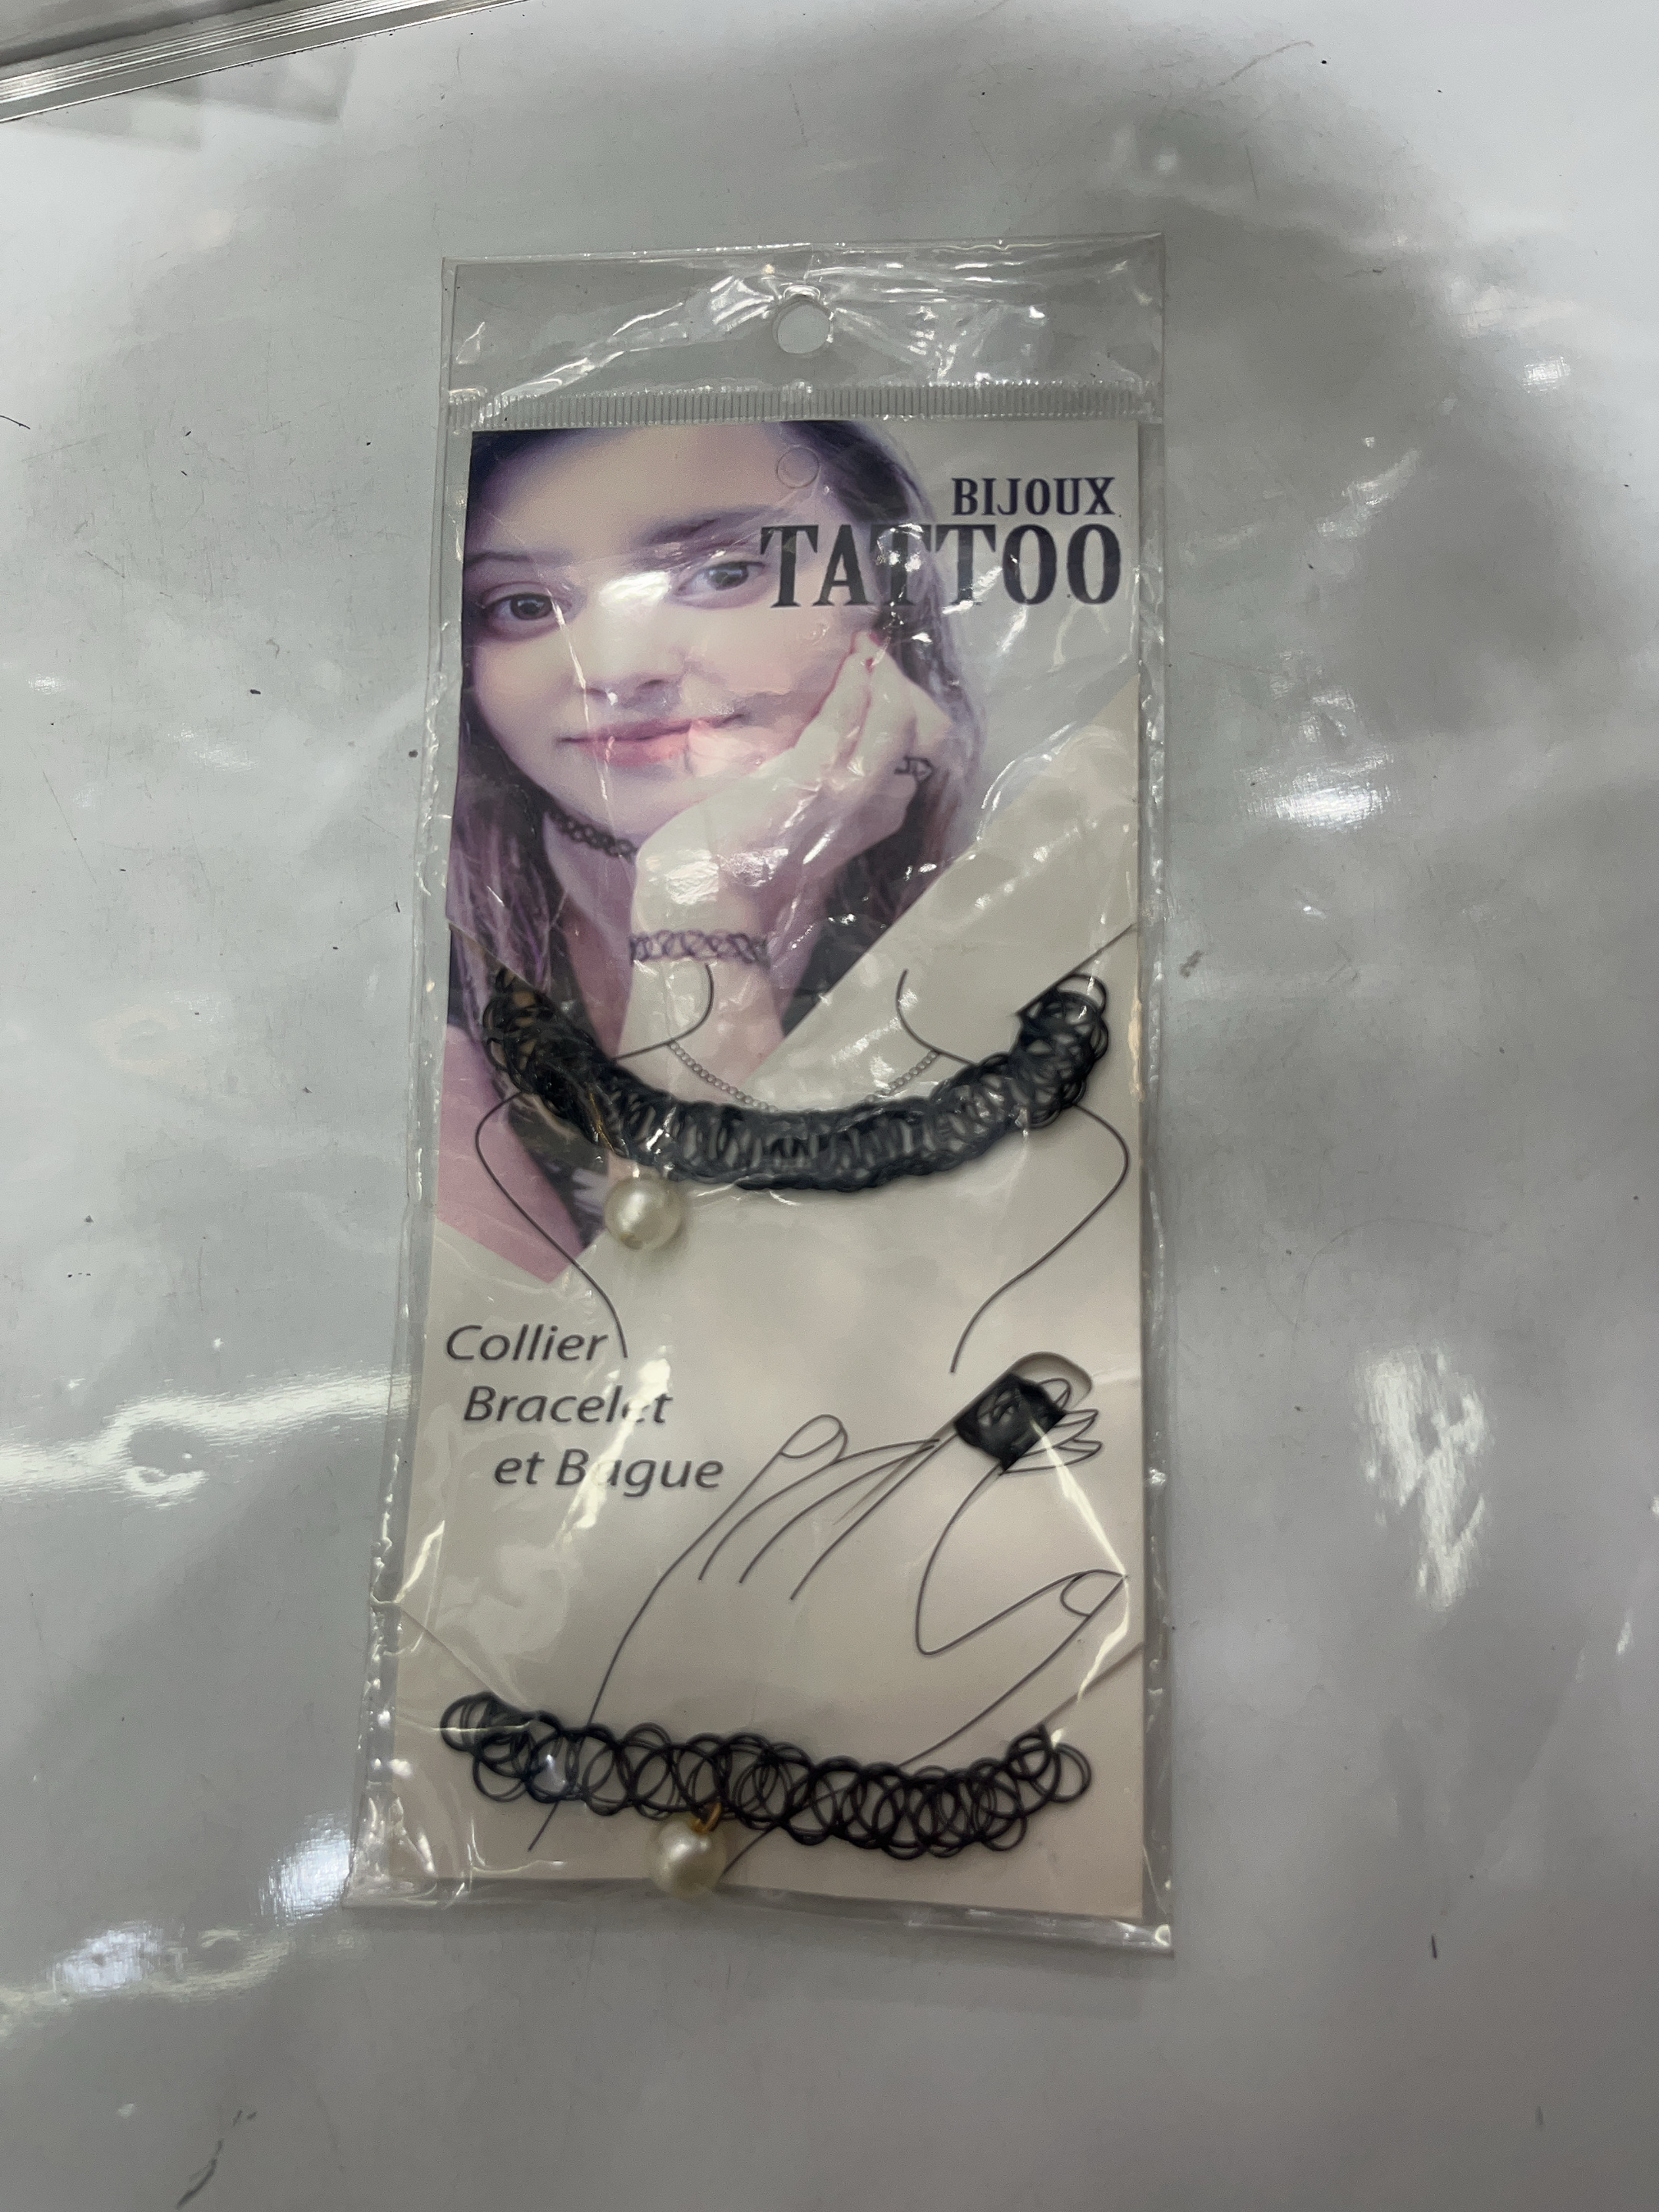 BIJOUX
TATTOO
Collier
Bracelet
et Bague